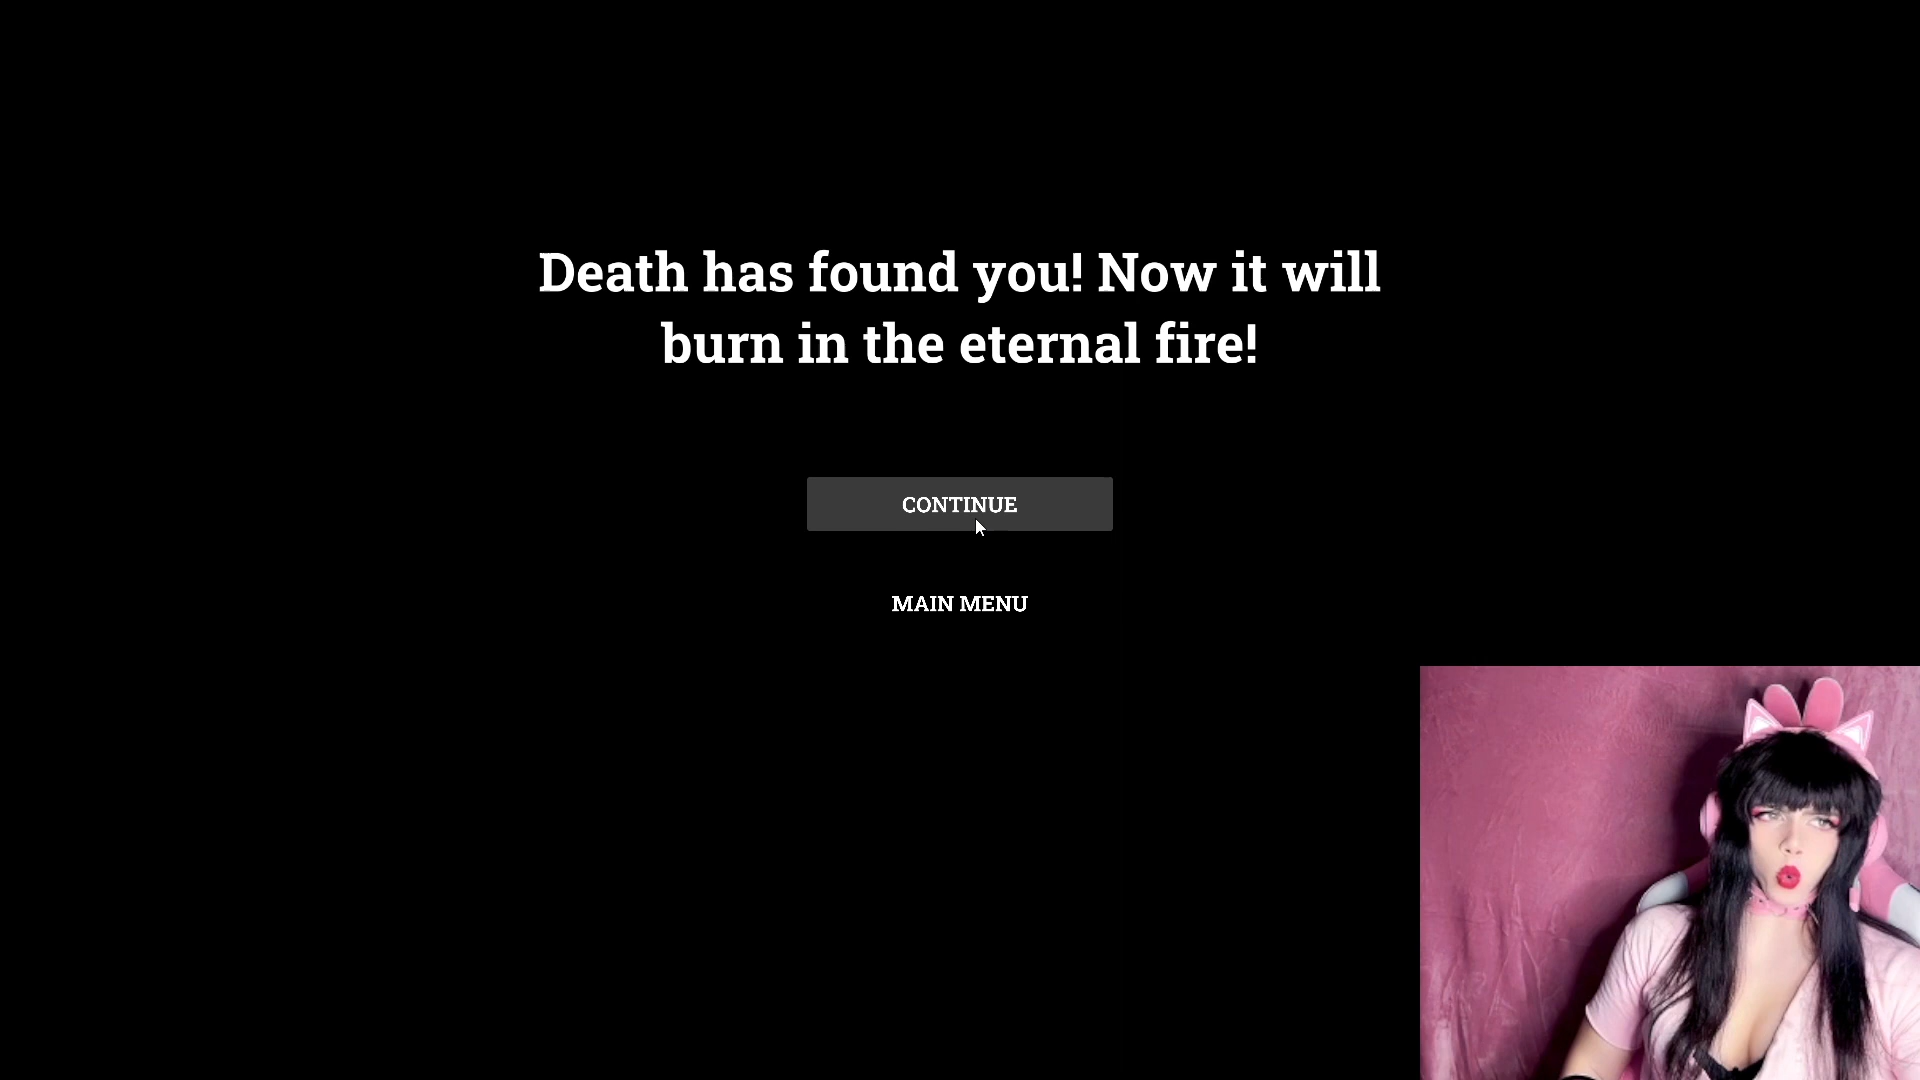 Death has found you! Now it will
burn in the eternal fire!
CONTINUE
MAIN MENU